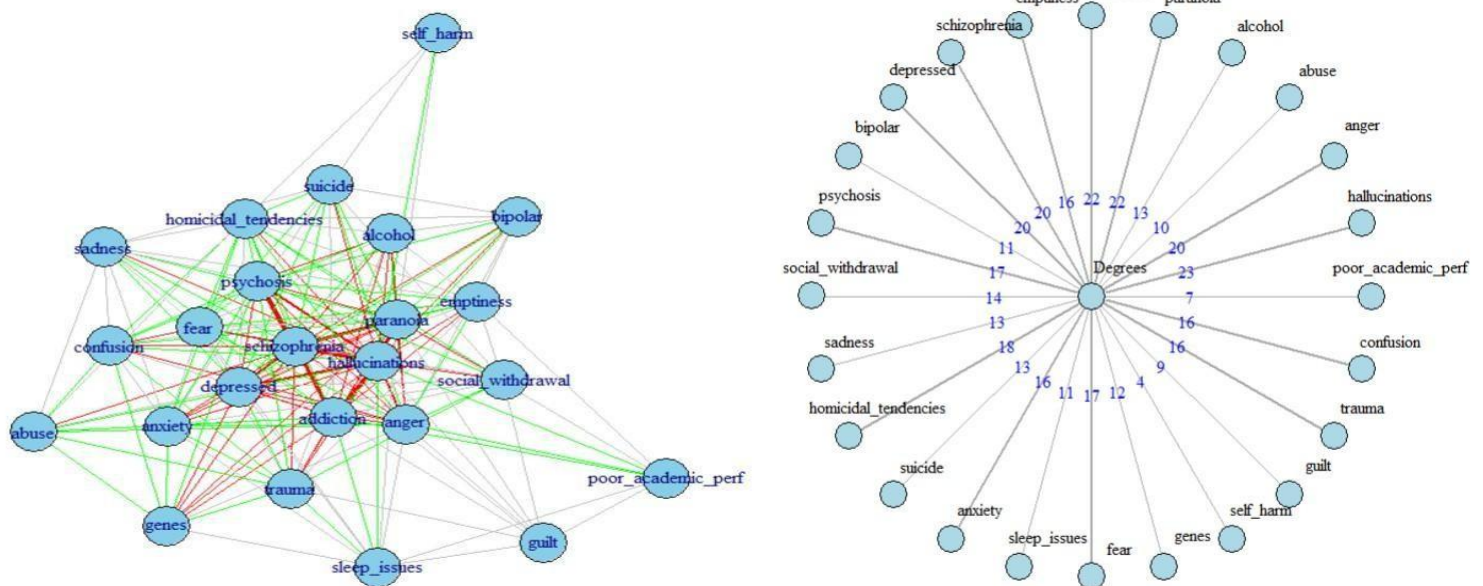 self_harm
suicide
homicidal_tendencies
bipolar
alcohol
sadness
psychosis
emptiness
paranoia
fear
confusion
schizophrenia
hallucinations
social_withdrawal
depressed
addiction
anger
abuse
anxiety
poor_academic_perf
trauma
genes
guilt
sleep_issues
emptiness
paranoia
schizophrenia
alcohol
depressed
abuse
bipolar
anger
psychosis
hallucinations
social_withdrawal
poor_academic_perf
sadness
confusion
homicidal_tendencies
trauma
suicide
guilt
anxiety
self_harm
sleep_issues
genes
fear
Degrees
16
22
22
13
20
10
20
20
11
23
17
7
14
16
13
16
18
9
13
4
16
12
11
17